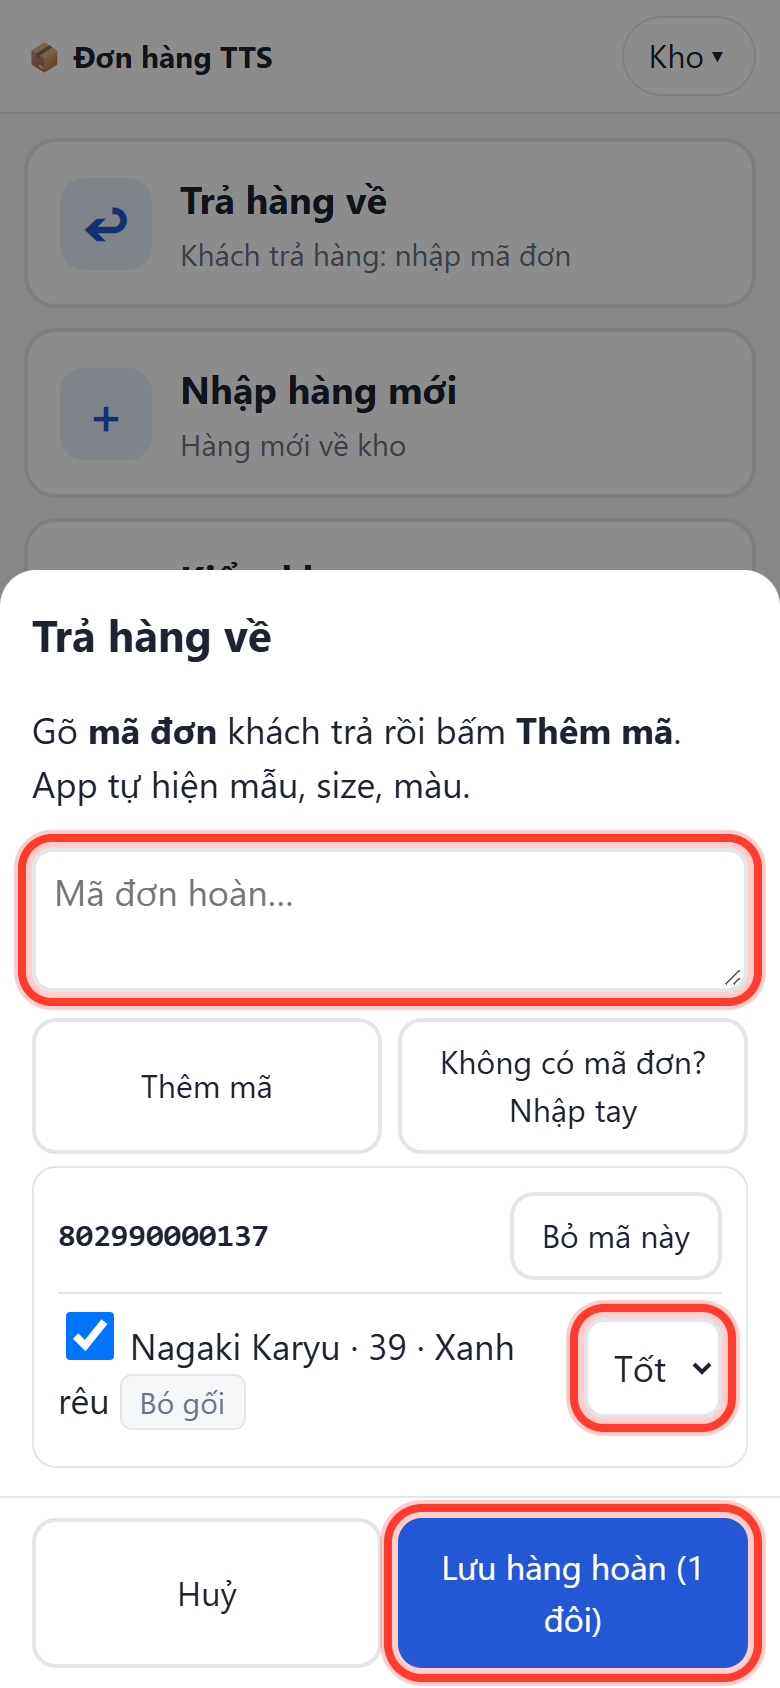 Đơn hàng TTS
Kho ▾
Trả hàng về
Khách trả hàng: nhập mã đơn
Nhập hàng mới
Hàng mới về kho
Trả hàng về
Gõ mã đơn khách trả rồi bấm Thêm mã.
App tự hiện mẫu, size, màu.
Mã đơn hoàn...
Thêm mã
Không có mã đơn?
Nhập tay
802990000137
Bỏ mã này
Nagaki Karyu · 39 · Xanh
rêu Bó gối
Tốt
Huỷ
Lưu hàng hoàn (1
đôi)